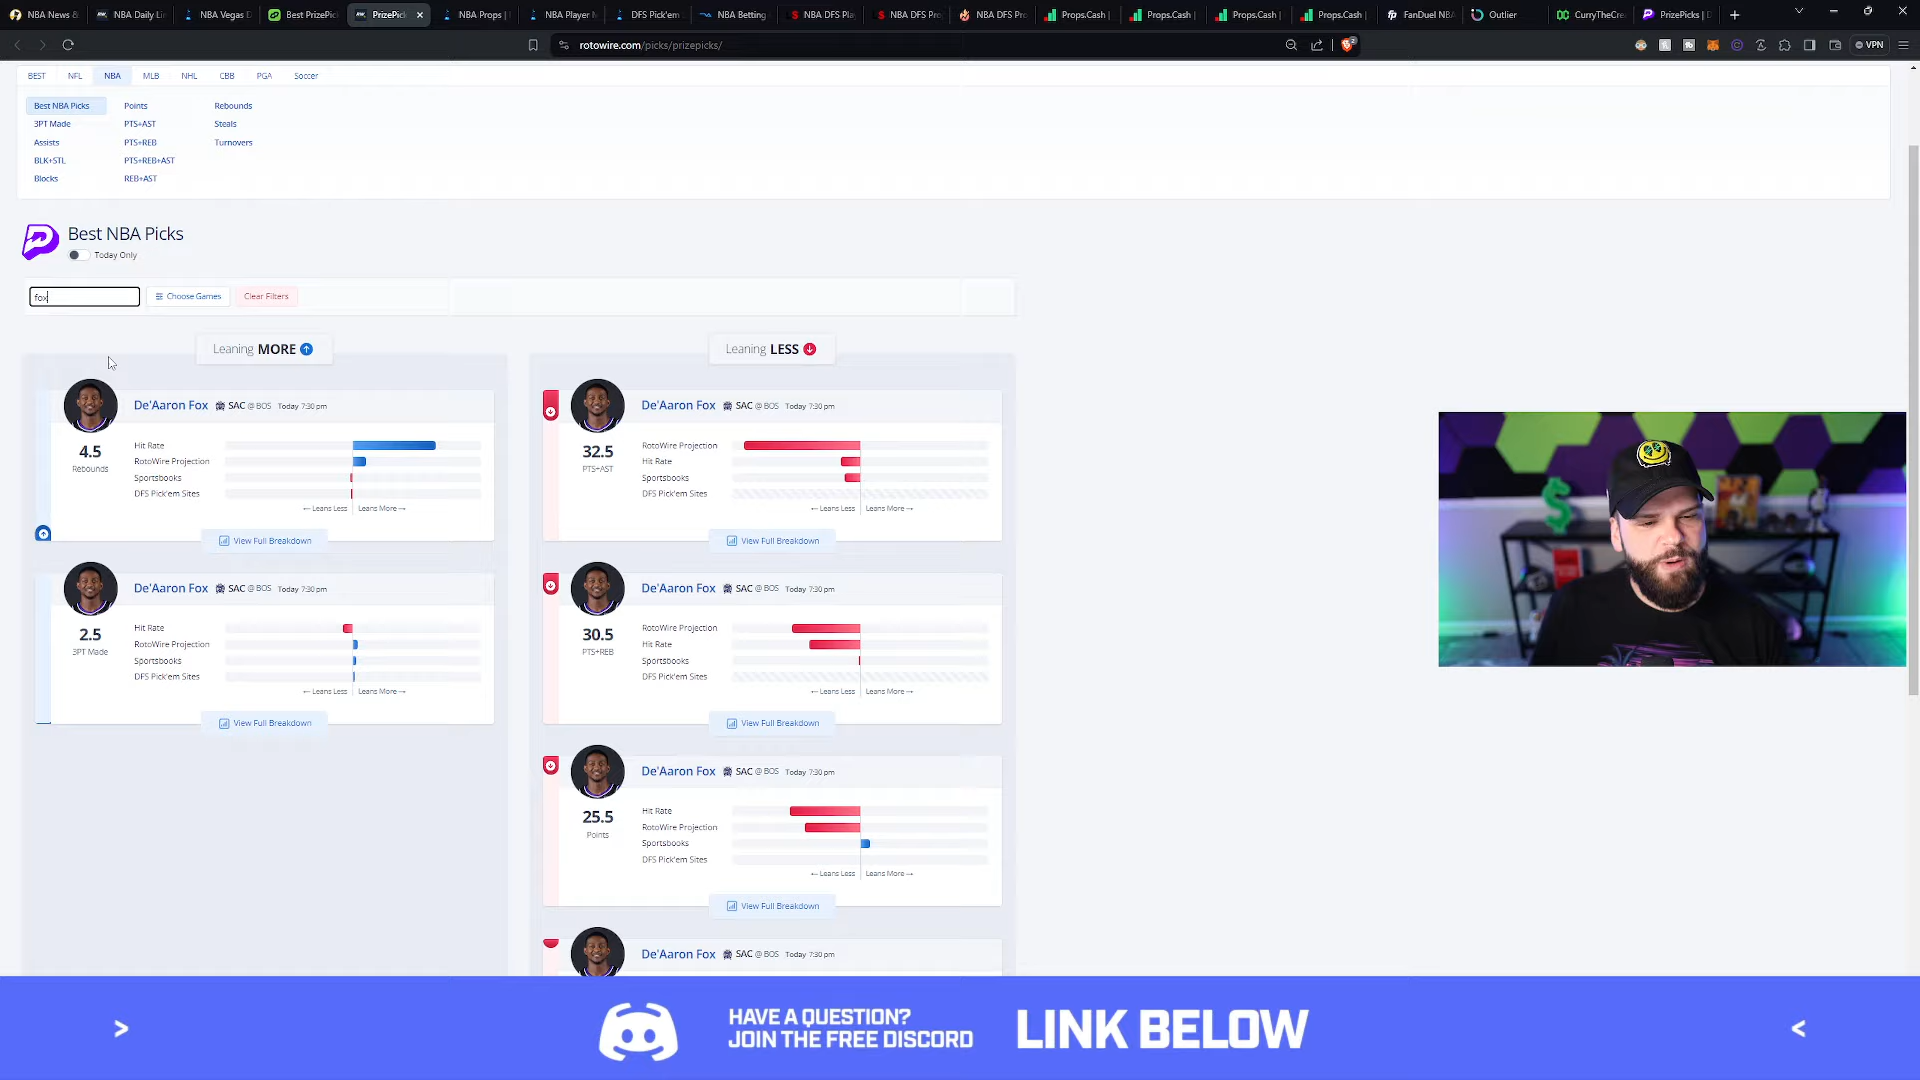 NBA News &
NBA Daily Li
NBA Vegas
Best PrizePi
PrizePic
NBA Props |
NBA Player
DFS Pick'em
NBA Betting
NBA DFS Pla
NBA DFS Pr
NBA DFS Pr
Props.Cash |
Props.Cash |
Props.Cash |
Props.Cash |
FanDuel NBA
Outlier
CurryTheCre
PrizePicks |
rotowire.com/picks/prizepicks/
VPN
BEST NFL NBA MLB NHL CBB PGA Soccer
Best NBA Picks Points Rebounds
3PT Made PTS+AST Steals
Assists PTS+REB Turnovers
BLK+STL PTS+REB+AST
Blocks REB+AST
Best NBA Picks
Today Only
fox Choose Games Clear Filters
Leaning MORE
De'Aaron Fox SAC @ BOS Today 7:30 pm
4.5
Rebounds
Hit Rate
RotoWire Projection
Sportsbooks
DFS Pick'em Sites
← Leans Less Leans More →
View Full Breakdown
De'Aaron Fox SAC @ BOS Today 7:30 pm
2.5
3PT Made
Hit Rate
RotoWire Projection
Sportsbooks
DFS Pick'em Sites
← Leans Less Leans More →
View Full Breakdown
Leaning LESS
De'Aaron Fox SAC @ BOS Today 7:30 pm
32.5
PTS+AST
RotoWire Projection
Hit Rate
Sportsbooks
DFS Pick'em Sites
← Leans Less Leans More →
View Full Breakdown
De'Aaron Fox SAC @ BOS Today 7:30 pm
30.5
PTS+REB
RotoWire Projection
Hit Rate
Sportsbooks
DFS Pick'em Sites
← Leans Less Leans More →
View Full Breakdown
De'Aaron Fox SAC @ BOS Today 7:30 pm
25.5
Points
Hit Rate
RotoWire Projection
Sportsbooks
DFS Pick'em Sites
← Leans Less Leans More →
View Full Breakdown
De'Aaron Fox SAC @ BOS Today 7:30 pm
HAVE A QUESTION?
JOIN THE FREE DISCORD
LINK BELOW